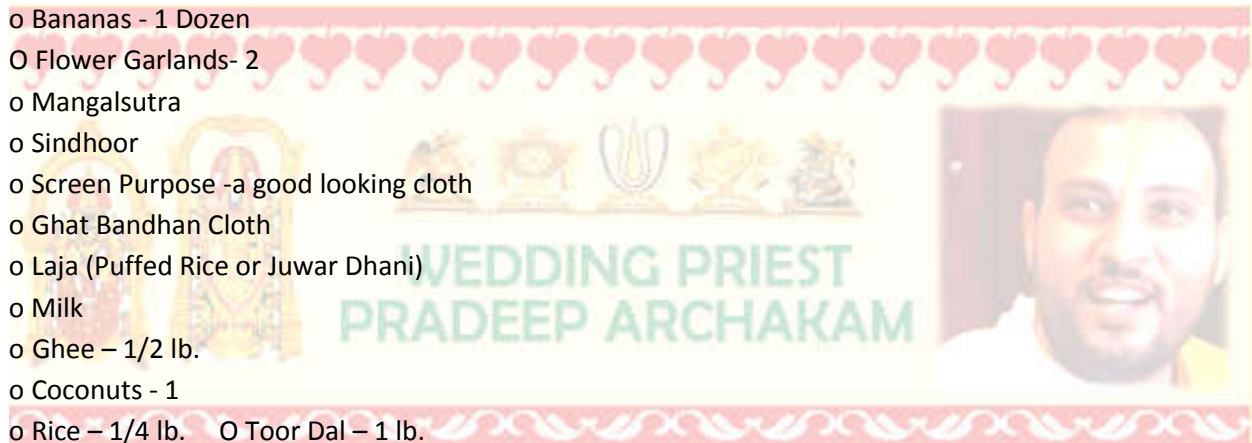 o Bananas - 1 Dozen
O Flower Garlands- 2
o Mangalsutra
o Sindhoor
o Screen Purpose -a good looking cloth
o Ghat Bandhan Cloth
o Laja (Puffed Rice or Juwar Dhani)
o Milk
o Ghee – 1/2 lb.
o Coconuts - 1
o Rice – 1/4 lb. O Toor Dal – 1 lb.
WEDDING PRIEST
PRADEEP ARCHAKAM